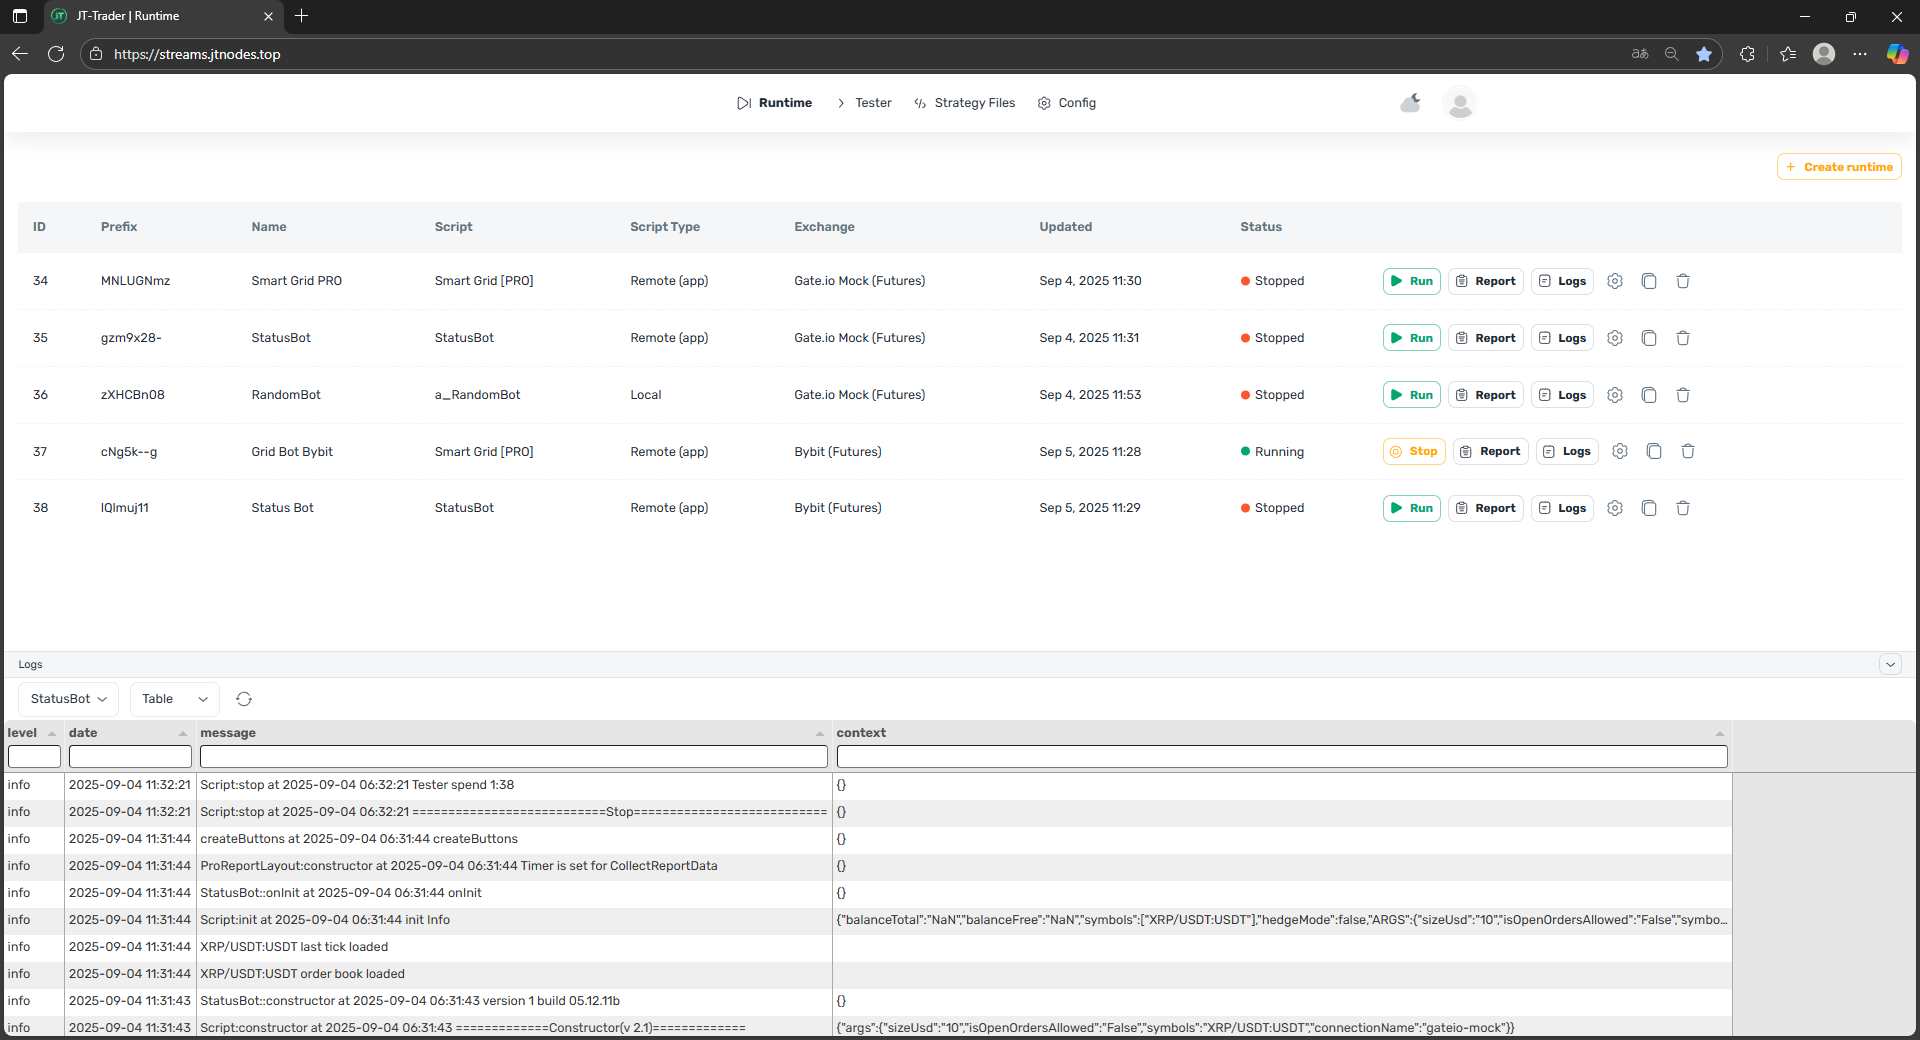 JT-Trader | Runtime
https://streams.jtnodes.top
Runtime
Tester
Strategy Files
Config
Create runtime
ID Prefix Name Script Script Type Exchange Updated Status
34 MNLUGNmz Smart Grid PRO Smart Grid [PRO] Remote (app) Gate.io Mock (Futures) Sep 4, 2025 11:30 Stopped Run Report Logs
35 gzm9x28- StatusBot StatusBot Remote (app) Gate.io Mock (Futures) Sep 4, 2025 11:31 Stopped Run Report Logs
36 zXHCBn08 RandomBot a_RandomBot Local Gate.io Mock (Futures) Sep 4, 2025 11:53 Stopped Run Report Logs
37 cNg5k--g Grid Bot Bybit Smart Grid [PRO] Remote (app) Bybit (Futures) Sep 5, 2025 11:28 Running Stop Report Logs
38 lQlmuj11 Status Bot StatusBot Remote (app) Bybit (Futures) Sep 5, 2025 11:29 Stopped Run Report Logs
Logs
StatusBot Table
level date message context
info 2025-09-04 11:32:21 Script:stop at 2025-09-04 06:32:21 Tester spend 1:38 {}
info 2025-09-04 11:32:21 Script:stop at 2025-09-04 06:32:21 ===========================Stop=========================== {}
info 2025-09-04 11:31:44 createButtons at 2025-09-04 06:31:44 createButtons {}
info 2025-09-04 11:31:44 ProReportLayout:constructor at 2025-09-04 06:31:44 Timer is set for CollectReportData {}
info 2025-09-04 11:31:44 StatusBot::onInit at 2025-09-04 06:31:44 onInit {}
info 2025-09-04 11:31:44 Script:init at 2025-09-04 06:31:44 init Info {"balanceTotal":"NaN","balanceFree":"NaN","symbols":["XRP/USDT:USDT"],"hedgeMode":false,"ARGS":{"sizeUsd":"10","isOpenOrdersAllowed":"False","symbo...
info 2025-09-04 11:31:44 XRP/USDT:USDT last tick loaded
info 2025-09-04 11:31:44 XRP/USDT:USDT order book loaded
info 2025-09-04 11:31:43 StatusBot::constructor at 2025-09-04 06:31:43 version 1 build 05.12.11b {}
info 2025-09-04 11:31:43 Script:constructor at 2025-09-04 06:31:43 =============Constructor(v 2.1)============= {"args":{"sizeUsd":"10","isOpenOrdersAllowed":"False","symbols":"XRP/USDT:USDT","connectionName":"gateio-mock"}}